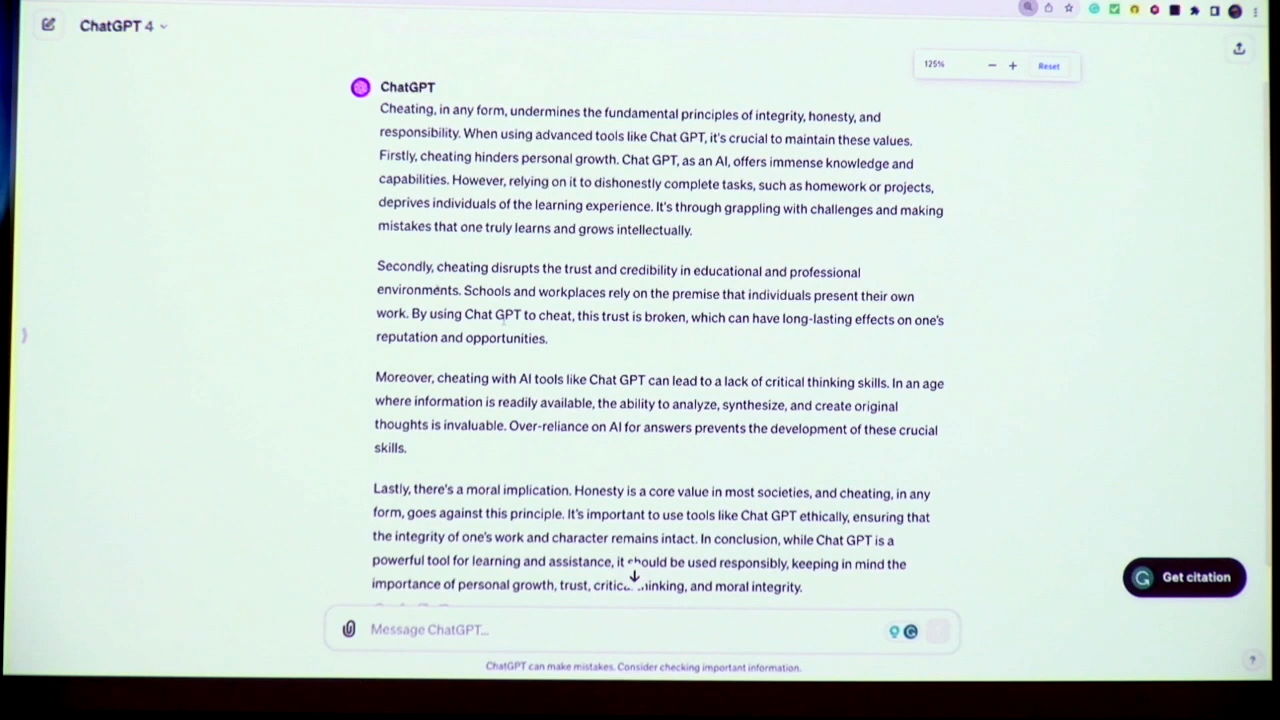 ChatGPT 4
125%
Reset
ChatGPT
Cheating, in any form, undermines the fundamental principles of integrity, honesty, and
responsibility. When using advanced tools like Chat GPT, it's crucial to maintain these values.
Firstly, cheating hinders personal growth. Chat GPT, as an AI, offers immense knowledge and
capabilities. However, relying on it to dishonestly complete tasks, such as homework or projects,
deprives individuals of the learning experience. It's through grappling with challenges and making
mistakes that one truly learns and grows intellectually.
Secondly, cheating disrupts the trust and credibility in educational and professional
environments. Schools and workplaces rely on the premise that individuals present their own
work. By using Chat GPT to cheat, this trust is broken, which can have long-lasting effects on one's
reputation and opportunities.
Moreover, cheating with AI tools like Chat GPT can lead to a lack of critical thinking skills. In an age
where information is readily available, the ability to analyze, synthesize, and create original
thoughts is invaluable. Over-reliance on AI for answers prevents the development of these crucial
skills.
Lastly, there's a moral implication. Honesty is a core value in most societies, and cheating, in any
form, goes against this principle. It's important to use tools like Chat GPT ethically, ensuring that
the integrity of one's work and character remains intact. In conclusion, while Chat GPT is a
powerful tool for learning and assistance, it should be used responsibly, keeping in mind the
importance of personal growth, trust, critical thinking, and moral integrity.
Get citation
Message ChatGPT...
ChatGPT can make mistakes. Consider checking important information.
?